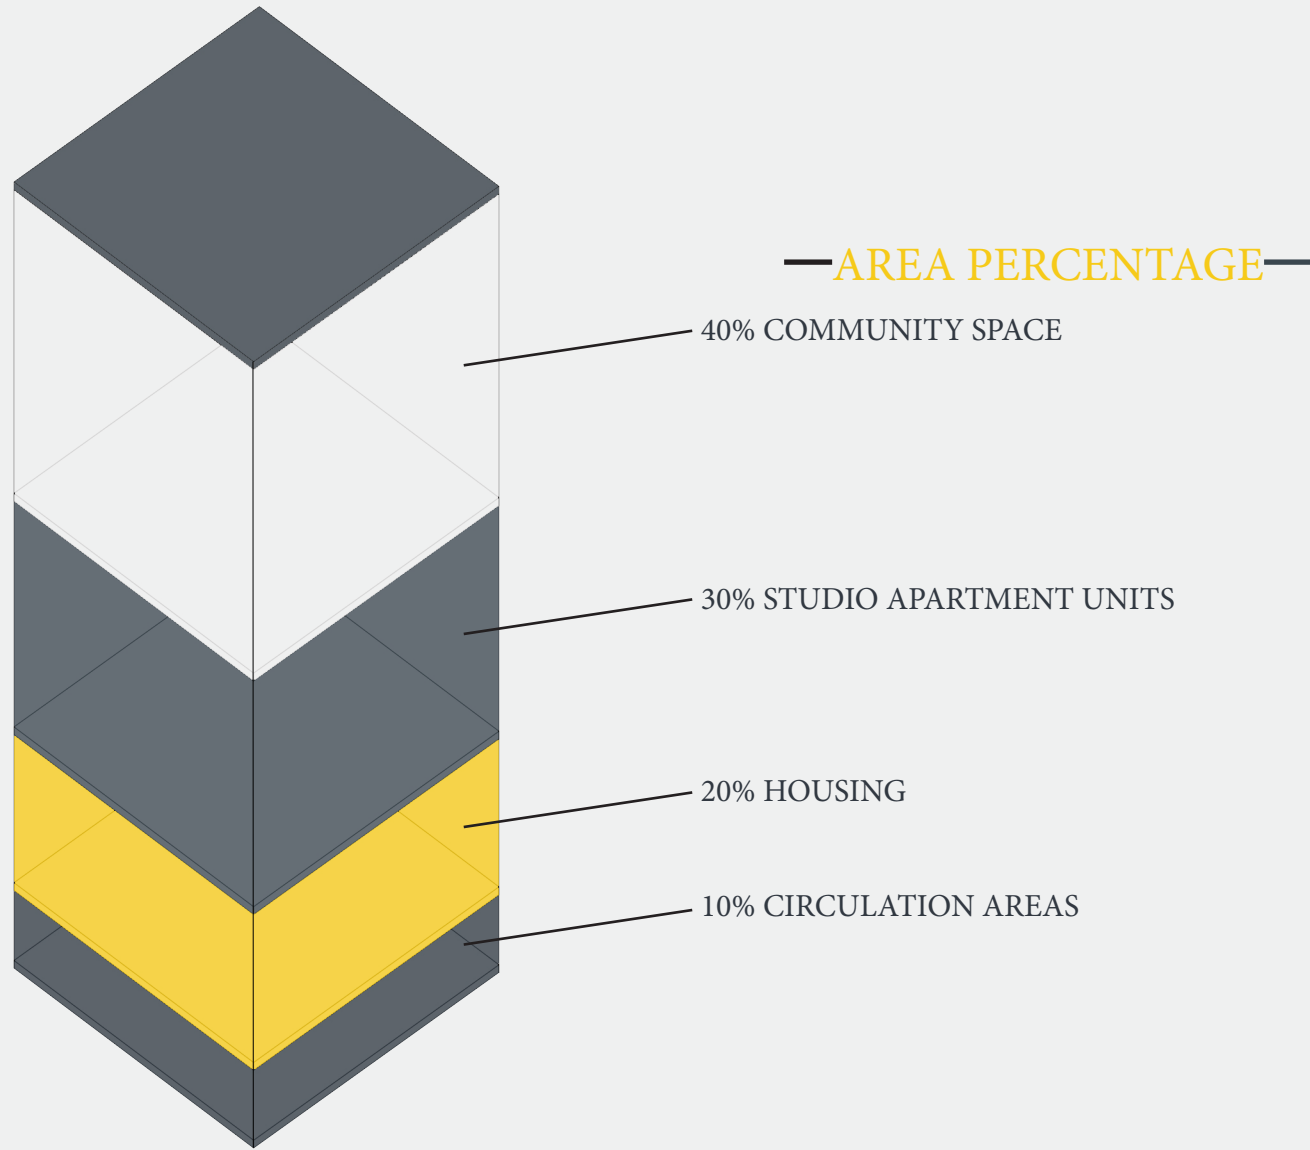 AREA PERCENTAGE
40% COMMUNITY SPACE
30% STUDIO APARTMENT UNITS
20% HOUSING
10% CIRCULATION AREAS